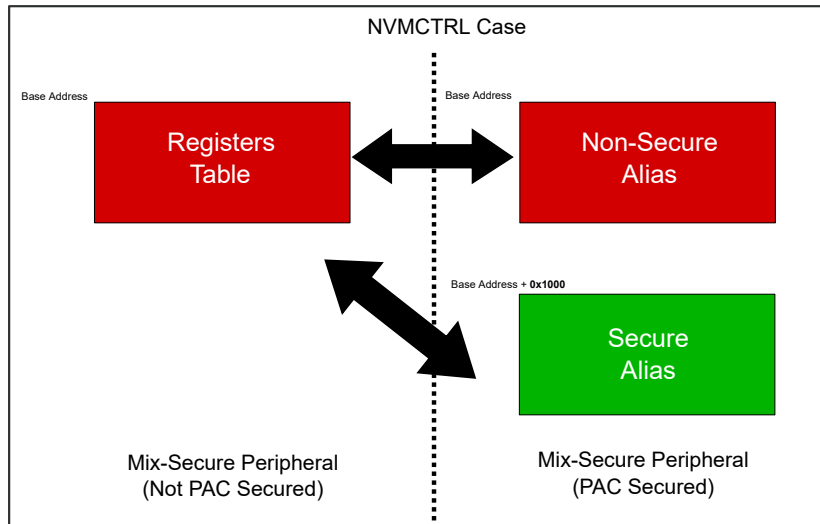 NVMCTRL Case
Base Address
Registers
Table
Base Address
Non-Secure
Alias
Base Address + 0x1000
Secure
Alias
Mix-Secure Peripheral
(Not PAC Secured)
Mix-Secure Peripheral
(PAC Secured)